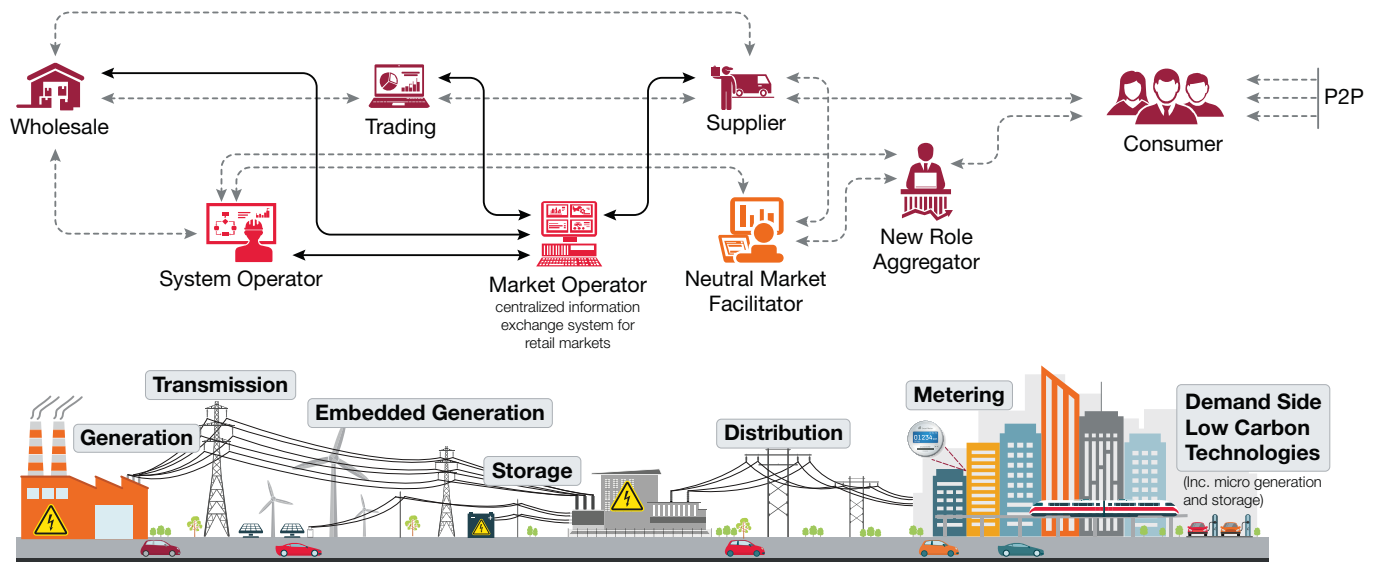 Wholesale
Trading
Supplier
Consumer
P2P
System Operator
Market Operator
centralized information
exchange system for
retail markets
Neutral Market
Facilitator
New Role
Aggregator
Generation
Transmission
Embedded Generation
Storage
Distribution
Metering
01234
Demand Side
Low Carbon
Technologies
(Inc. micro generation
and storage)